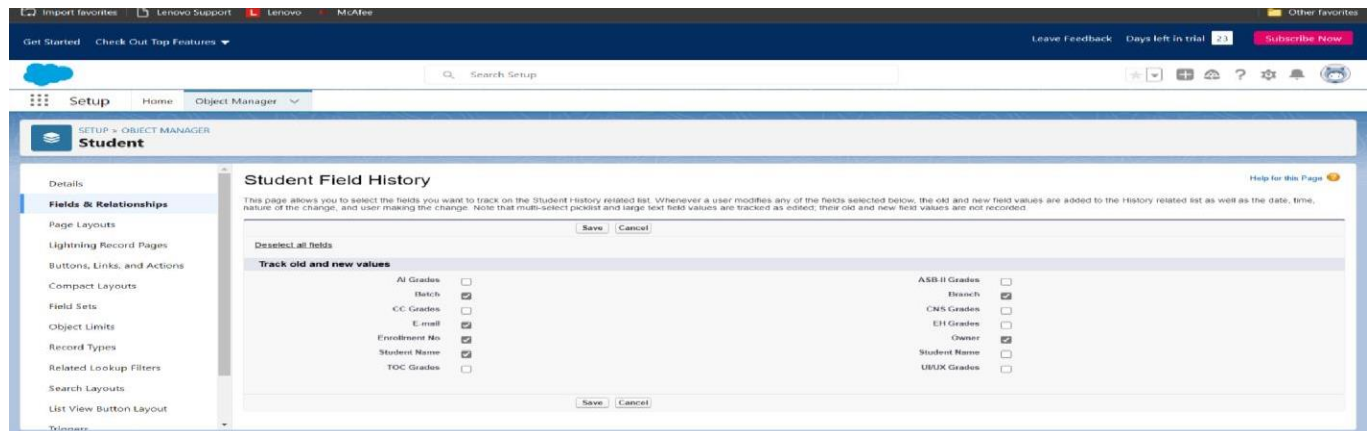 Import favorites Lenovo Support L Lenovo McAfee Other favorites
Get Started Check Out Top Features Leave Feedback Days left in trial 23 Subscribe Now
Search Setup
Setup Home Object Manager
SETUP > OBJECT MANAGER
Student
Details
Fields & Relationships
Page Layouts
Lightning Record Pages
Buttons, Links, and Actions
Compact Layouts
Field Sets
Object Limits
Record Types
Related Lookup Filters
Search Layouts
List View Button Layout
Triggers
Student Field History
Help for this Page
This page allows you to select the fields you want to track on the Student History related list. Whenever a user modifies any of the fields selected below, the old and new field values are added to the History related list as well as the date, time,
nature of the change, and user making the change. Note that multi-select picklist and large text field values are tracked as edited; their old and new field values are not recorded.
Save Cancel
Deselect all fields
Track old and new values
AI Grades ASB-II Grades
Batch Branch
CC Grades CNS Grades
E-mail EH Grades
Enrollment No Owner
Student Name Student Name
TOC Grades UI/UX Grades
Save Cancel